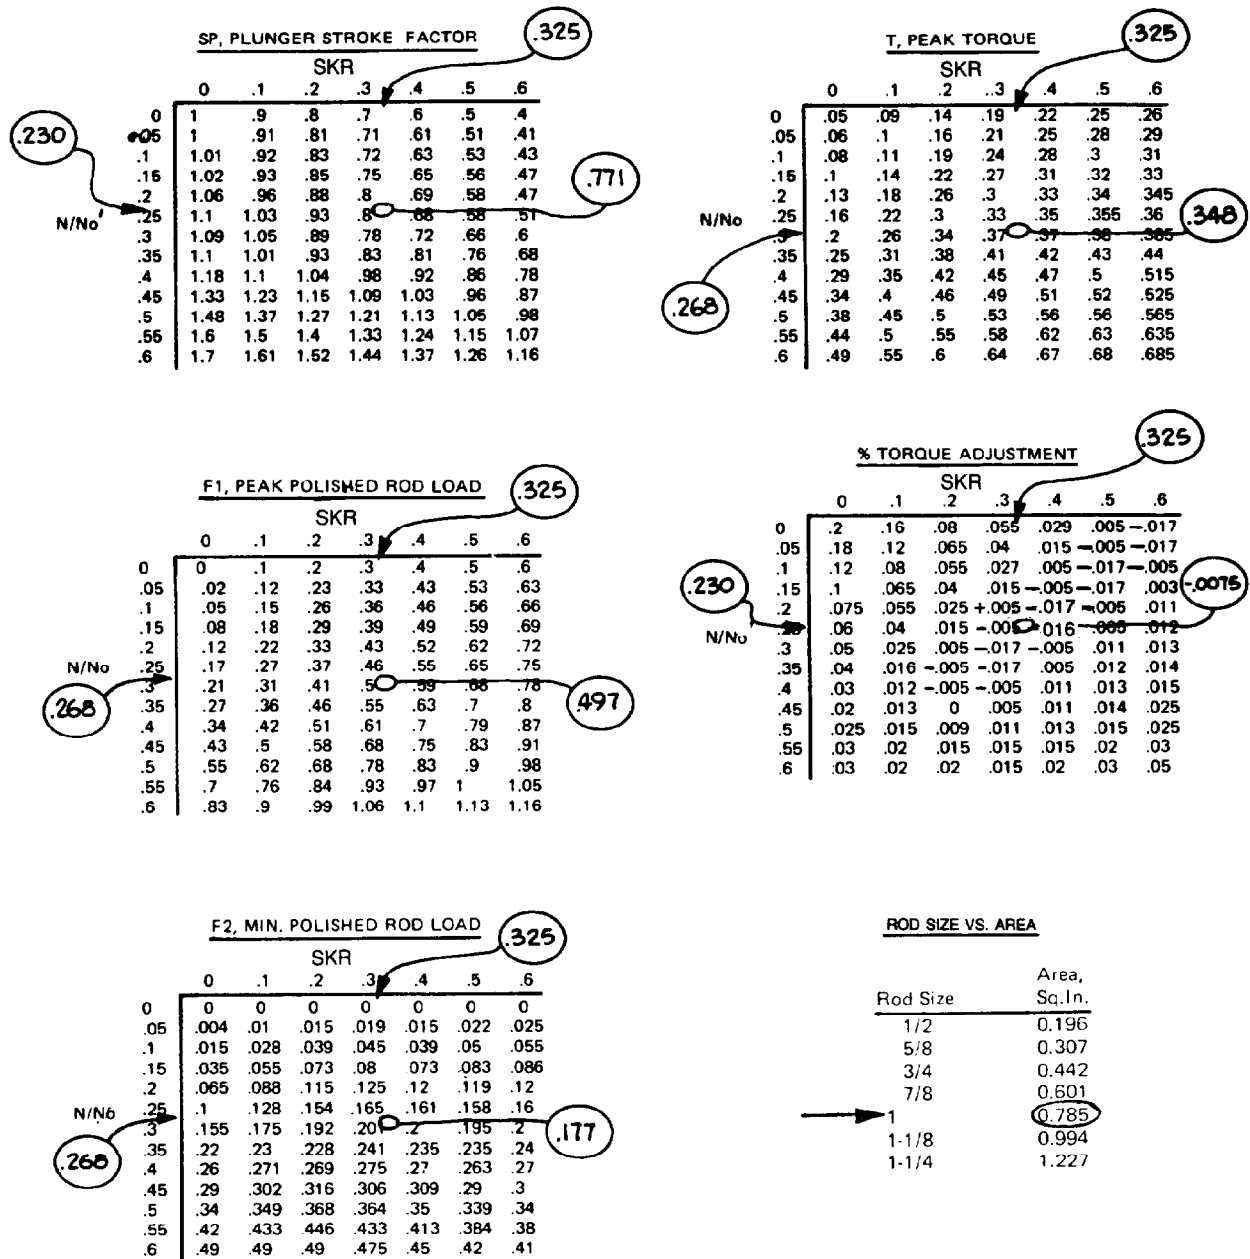 SP, PLUNGER STROKE FACTOR
.325
SKR
0 .1 .2 .3 .4 .5 .6
0 1 .9 .8 .7 .6 .5 .4
.05 1 .91 .81 .71 .61 .51 .41
.1 1.01 .92 .83 .72 .63 .53 .43
.15 1.02 .93 .85 .75 .65 .56 .47
.2 1.06 .96 .88 .8 .69 .58 .47
.25 1.1 1.03 .93 .8 .68 .58 .51
.3 1.09 1.05 .89 .78 .72 .66 .6
.35 1.1 1.01 .93 .83 .81 .76 .68
.4 1.18 1.1 1.04 .98 .92 .86 .78
.45 1.33 1.23 1.15 1.09 1.03 .96 .87
.5 1.48 1.37 1.27 1.21 1.13 1.05 .98
.55 1.6 1.5 1.4 1.33 1.24 1.15 1.07
.6 1.7 1.61 1.52 1.44 1.37 1.26 1.16
N/No'
.230
.771
T, PEAK TORQUE
.325
SKR
0 .1 .2 ..3 .4 .5 .6
0 .05 .09 .14 .19 .22 .25 .26
.05 .06 .1 .16 .21 .25 .28 .29
.1 .08 .11 .19 .24 .28 .3 .31
.15 .1 .14 .22 .27 .31 .32 .33
.2 .13 .18 .26 .3 .33 .34 .345
.25 .16 .22 .3 .33 .35 .355 .36
.3 .2 .26 .34 .37 .37 .38 .385
.35 .25 .31 .38 .41 .42 .43 .44
.4 .29 .35 .42 .45 .47 .5 .515
.45 .34 .4 .46 .49 .51 .52 .525
.5 .38 .45 .5 .53 .56 .56 .565
.55 .44 .5 .55 .58 .62 .63 .635
.6 .49 .55 .6 .64 .67 .68 .685
N/No
.268
.348
F1, PEAK POLISHED ROD LOAD
.325
SKR
0 .1 .2 .3 .4 .5 .6
0 0 .1 .2 .3 .4 .5 .6
.05 .02 .12 .23 .33 .43 .53 .63
.1 .05 .15 .26 .36 .46 .56 .66
.15 .08 .18 .29 .39 .49 .59 .69
.2 .12 .22 .33 .43 .52 .62 .72
.25 .17 .27 .37 .46 .55 .65 .75
.3 .21 .31 .41 .5 .59 .68 .78
.35 .27 .36 .46 .55 .63 .7 .8
.4 .34 .42 .51 .61 .7 .79 .87
.45 .43 .5 .58 .68 .75 .83 .91
.5 .55 .62 .68 .78 .83 .9 .98
.55 .7 .76 .84 .93 .97 1 1.05
.6 .83 .9 .99 1.06 1.1 1.13 1.16
N/No
.268
.497
% TORQUE ADJUSTMENT
.325
SKR
0 .1 .2 .3 .4 .5 .6
0 .2 .16 .08 .055 .029 .005 -.017
.05 .18 .12 .065 .04 .015 -.005 -.017
.1 .12 .08 .055 .027 .005 -.017 -.005
.15 .1 .065 .04 .015 -.005 -.017 .003
.2 .075 .055 .025 +.005 -.017 -.005 .011
.25 .06 .04 .015 -.005 .016 .005 .012
.3 .05 .025 .005 -.017 -.005 .011 .013
.35 .04 .016 -.005 -.017 .005 .012 .014
.4 .03 .012 -.005 -.005 .011 .013 .015
.45 .02 .013 0 .005 .011 .014 .025
.5 .025 .015 .009 .011 .013 .015 .025
.55 .03 .02 .015 .015 .015 .02 .03
.6 .03 .02 .02 .015 .02 .03 .05
N/No
.230
-.0075
F2, MIN. POLISHED ROD LOAD
.325
SKR
0 .1 .2 .3 .4 .5 .6
0 0 0 0 0 0 0 0
.05 .004 .01 .015 .019 .015 .022 .025
.1 .015 .028 .039 .045 .039 .05 .055
.15 .035 .055 .073 .08 .073 .083 .086
.2 .065 .088 .115 .125 .12 .119 .12
.25 .1 .128 .154 .165 .161 .158 .16
.3 .155 .175 .192 .201 .2 .195 .2
.35 .22 .23 .228 .241 .235 .235 .24
.4 .26 .271 .269 .275 .27 .263 .27
.45 .29 .302 .316 .306 .309 .29 .3
.5 .34 .349 .368 .364 .35 .339 .34
.55 .42 .433 .446 .433 .413 .384 .38
.6 .49 .49 .49 .475 .45 .42 .41
N/No
.268
.177
ROD SIZE VS. AREA
Area,
Rod Size Sq.In.
1/2 0.196
5/8 0.307
3/4 0.442
7/8 0.601
1 0.785
1-1/8 0.994
1-1/4 1.227